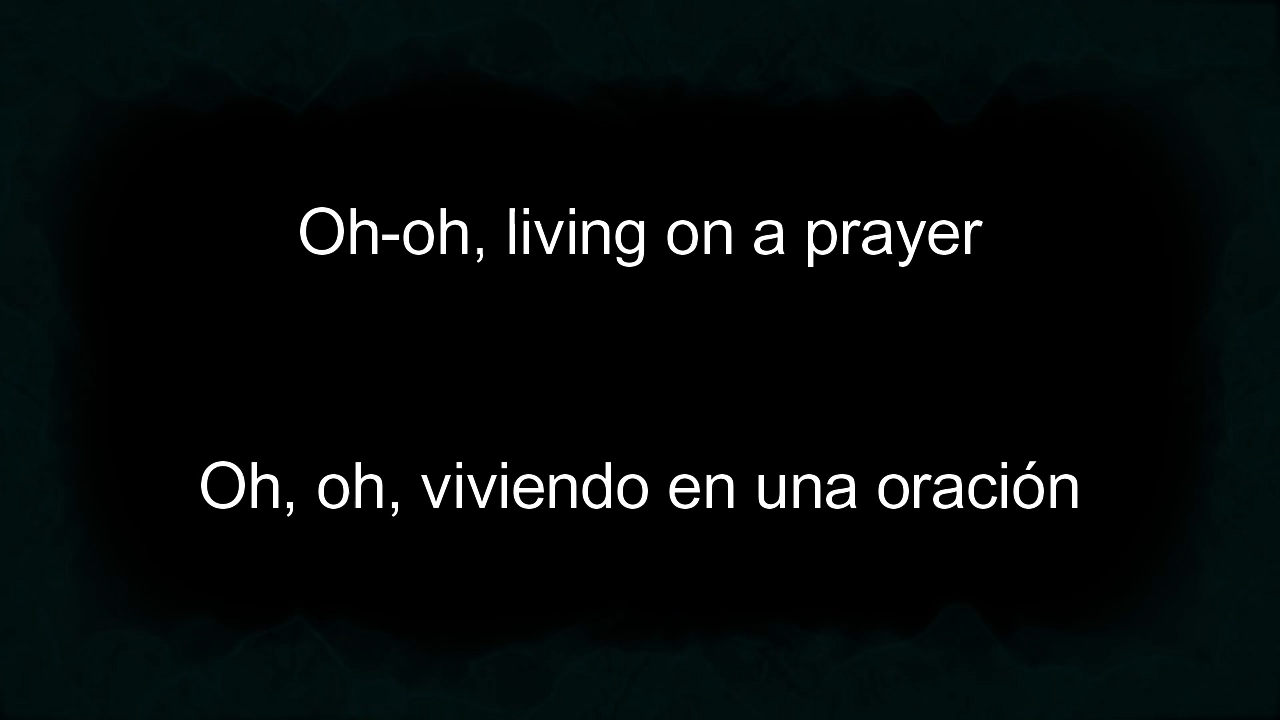 Oh-oh, living on a prayer
Oh, oh, viviendo en una oración